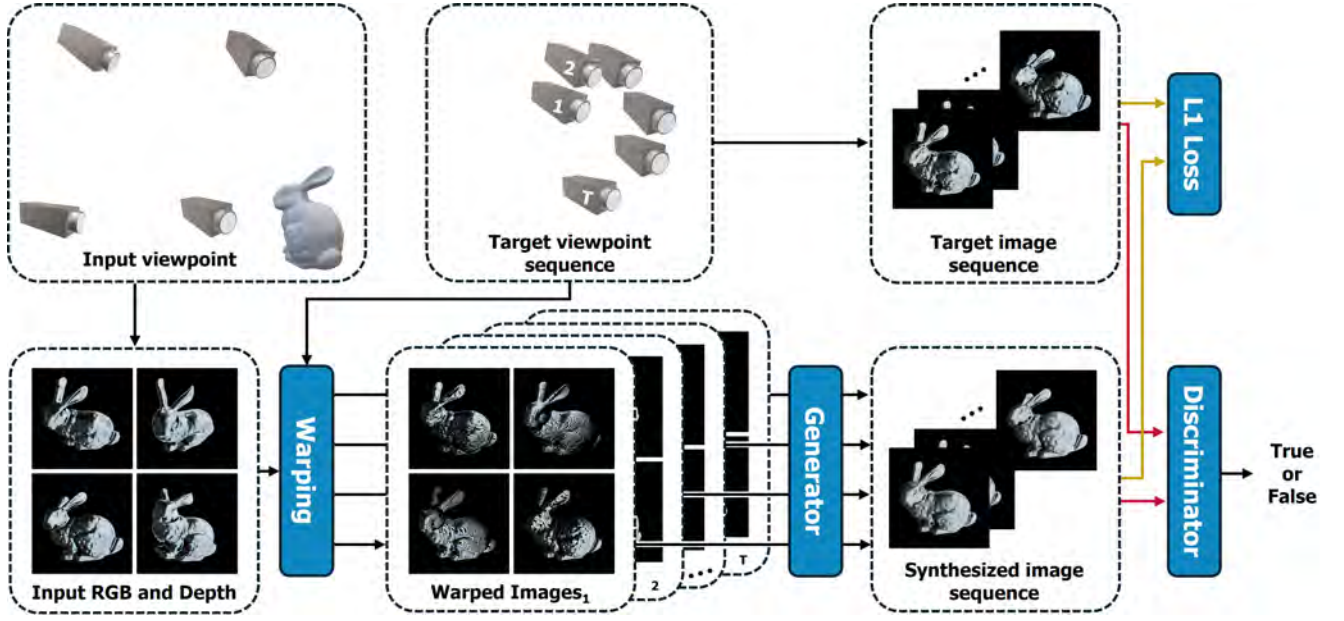 2
1
T
Input viewpoint
Target viewpoint
sequence
Target image
sequence
L1 Loss
Input RGB and Depth
Warping
Warped Images1
2
T
Generator
Synthesized image
sequence
Discriminator
True
or
False